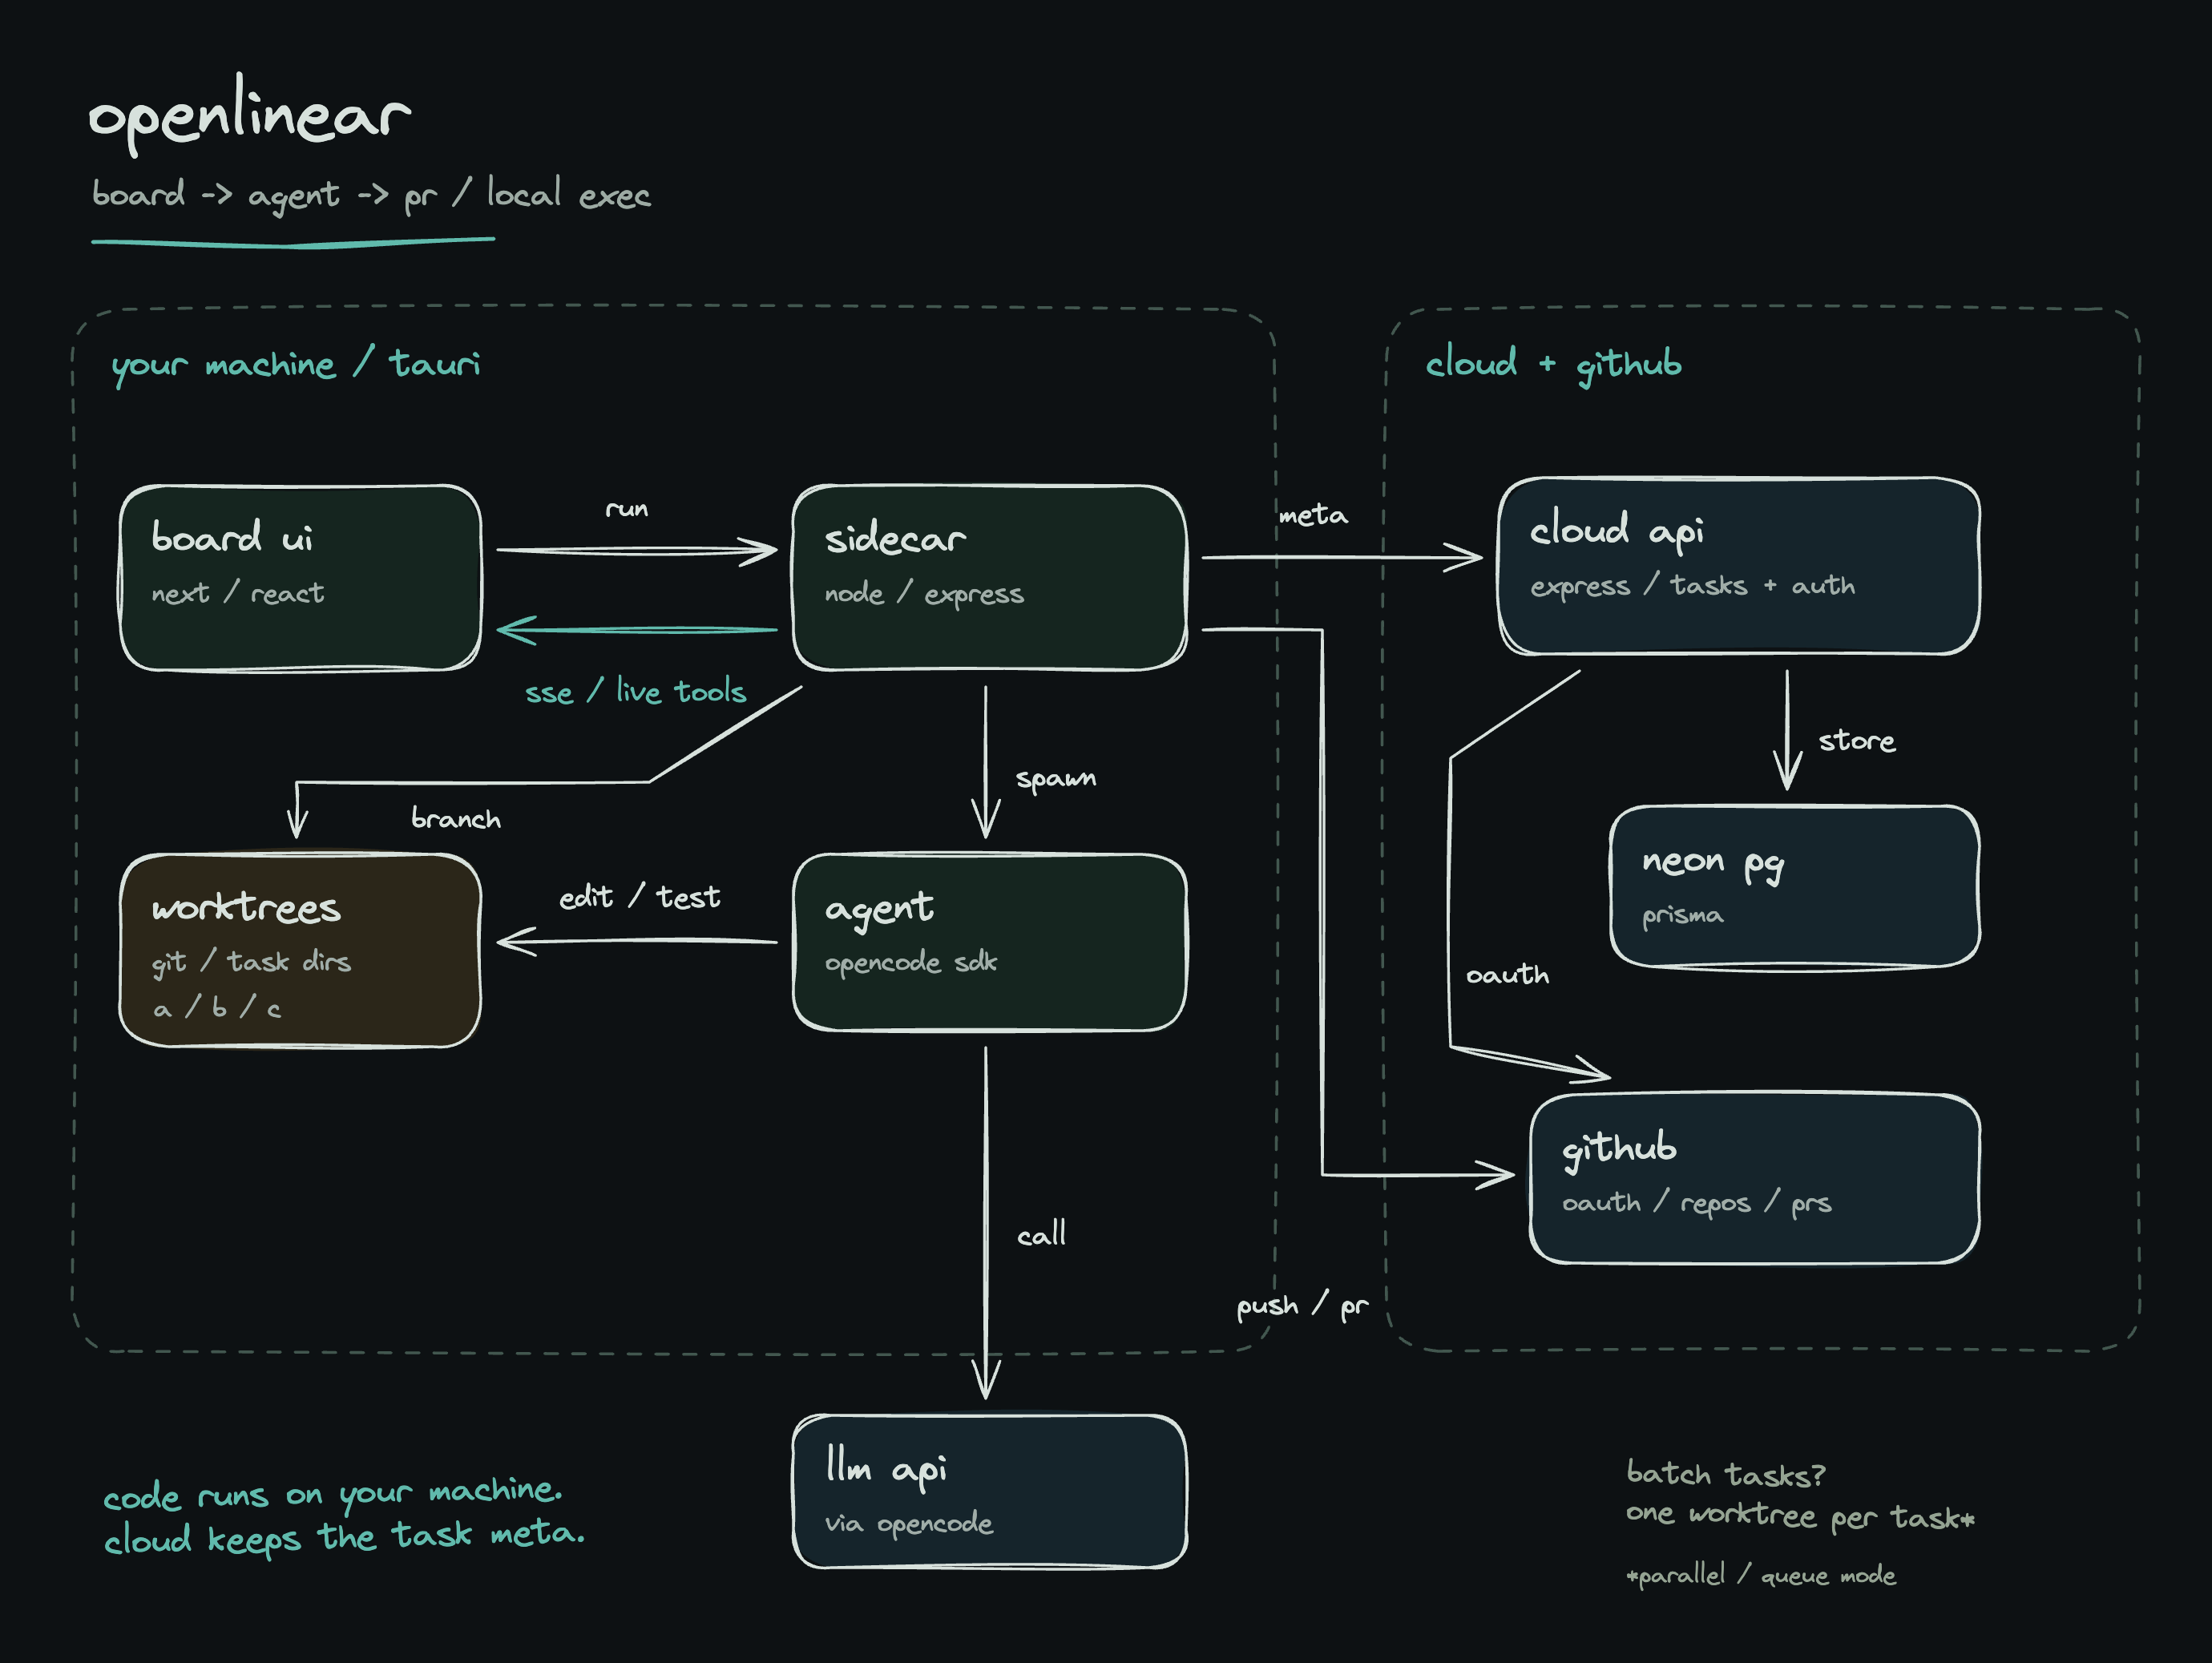 openlinear
board -> agent -> pr / local exec
your machine / tauri
cloud + github
board ui
next / react
run
sse / live tools
sidecar
node / express
meta
cloud api
express / tasks + auth
branch
spawn
store
worktrees
git / task dirs
a / b / c
edit / test
agent
opencode sdk
neon pg
prisma
oauth
github
oauth / repos / prs
call
push / pr
llm api
via opencode
code runs on your machine.
cloud keeps the task meta.
batch tasks?
one worktree per task*
*parallel / queue mode